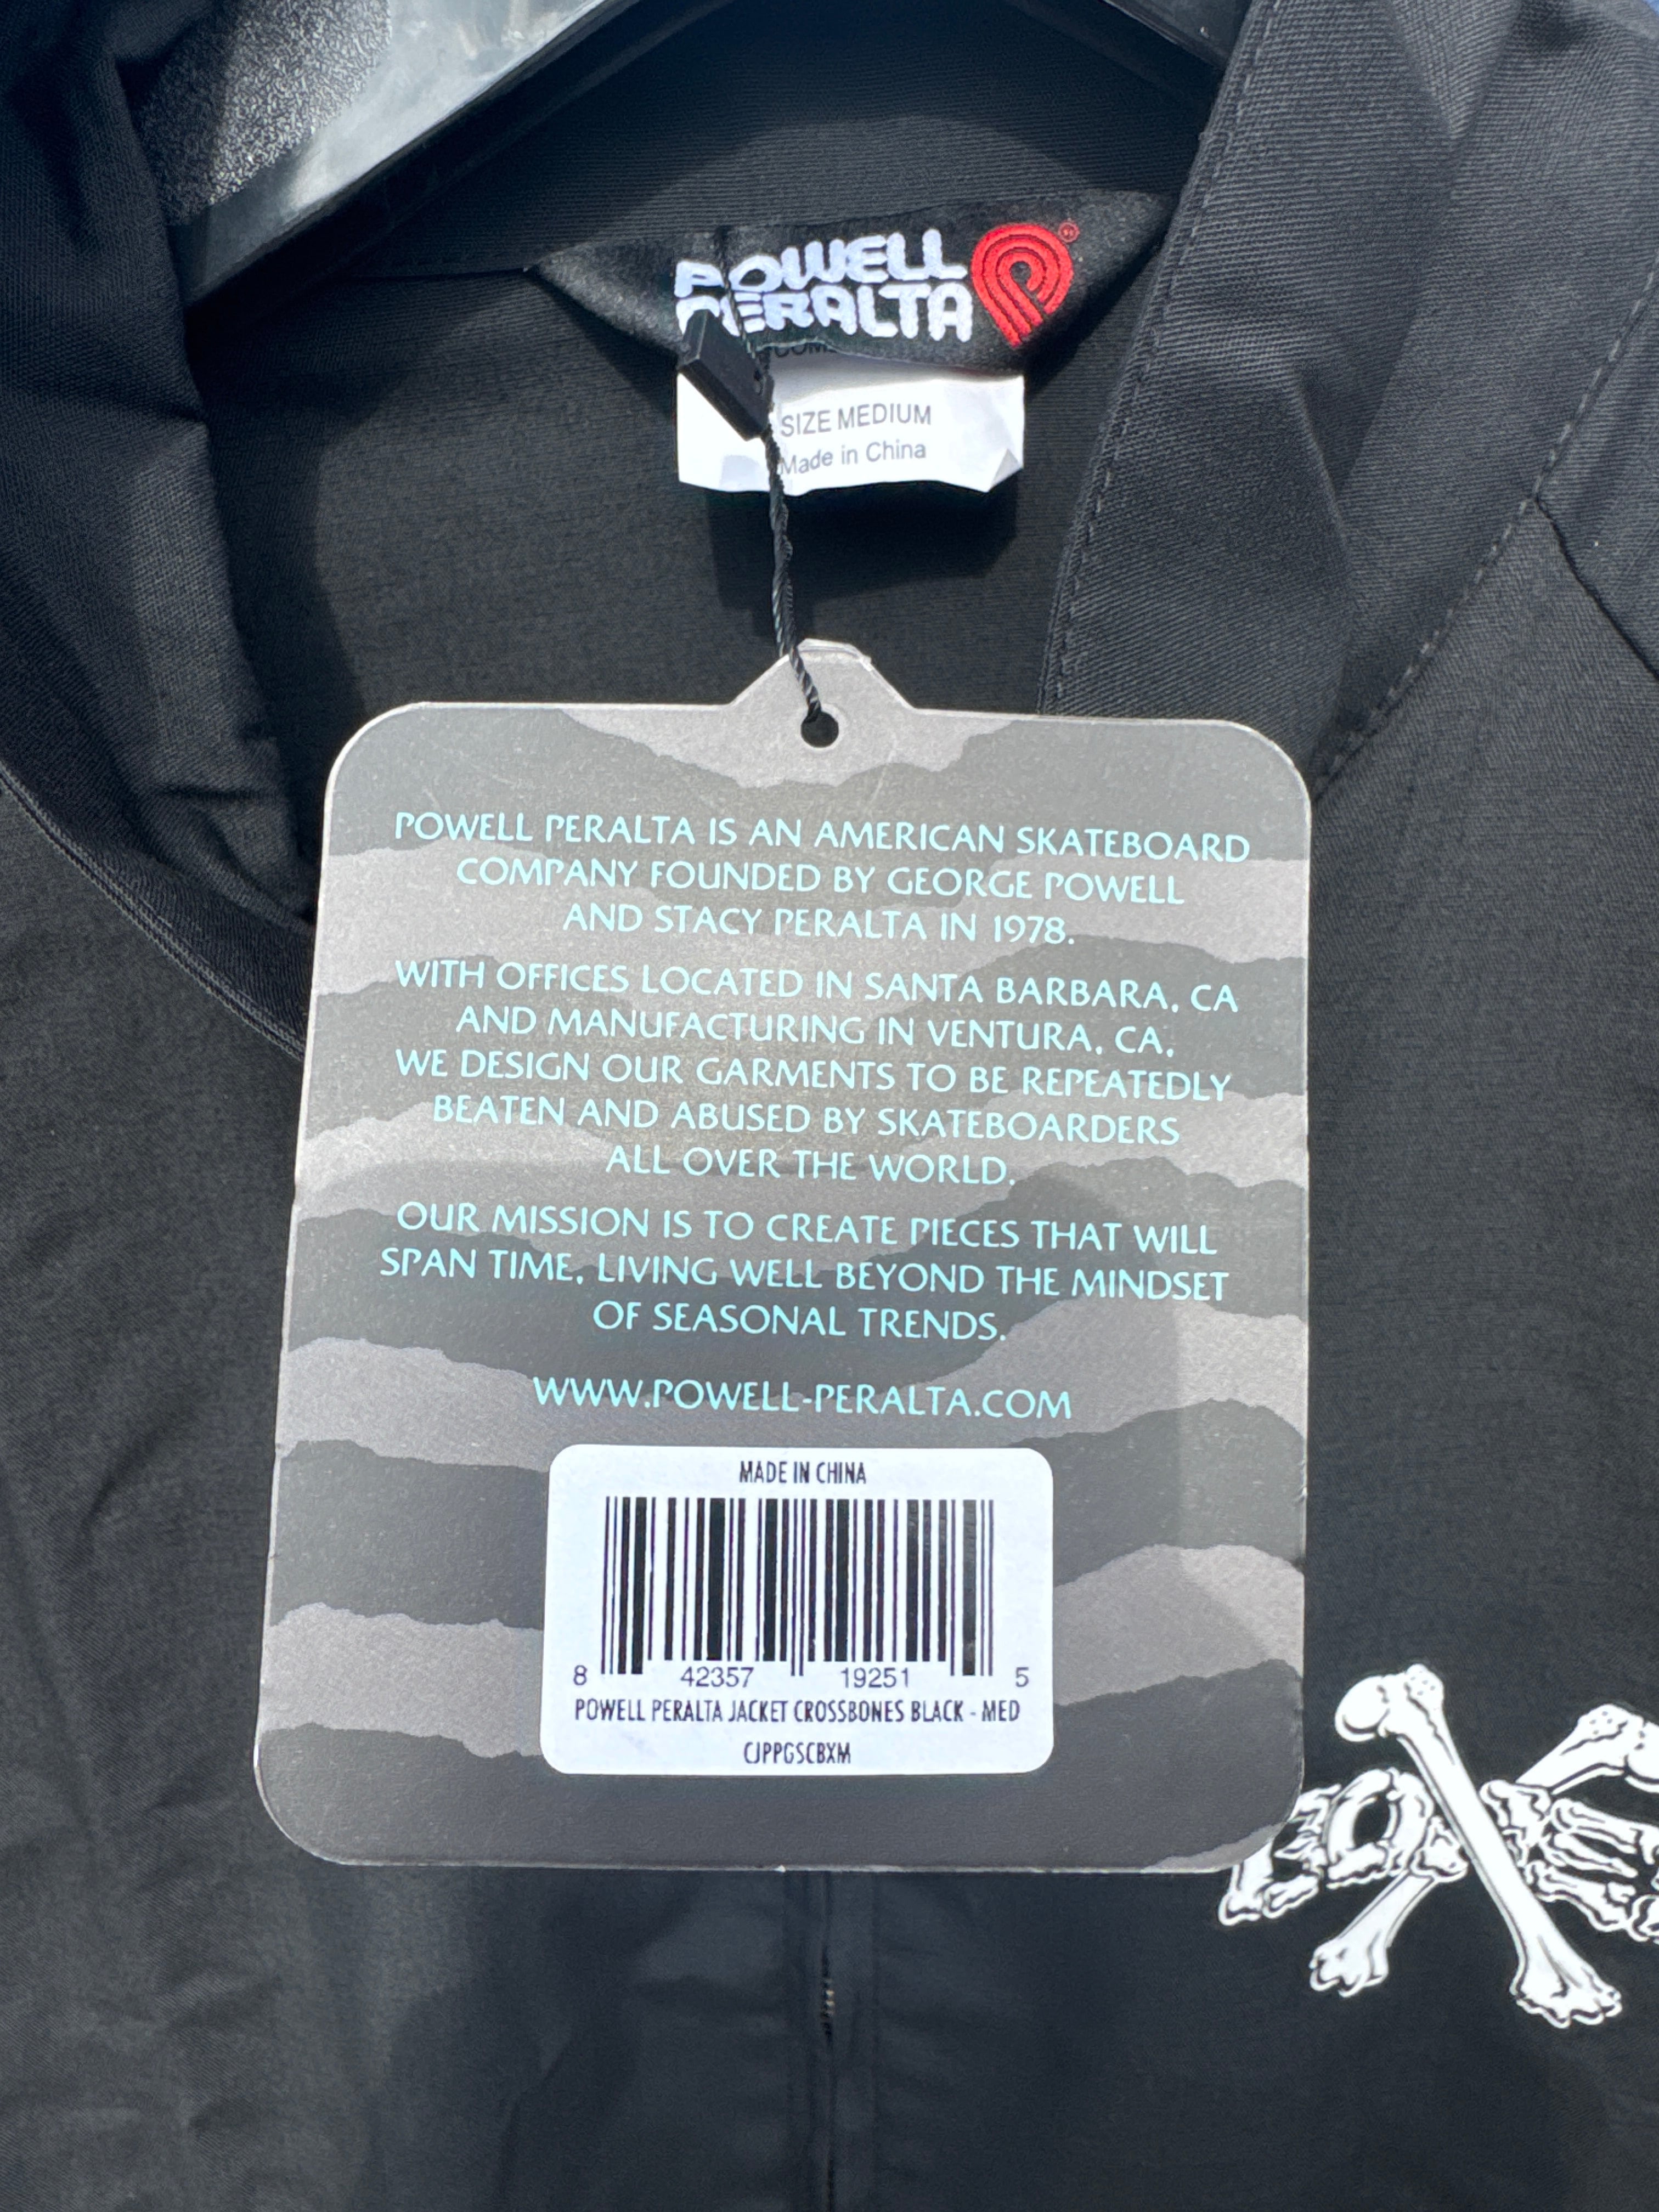 POWELL
PERALTA
SIZE MEDIUM
Made in China
POWELL PERALTA IS AN AMERICAN SKATEBOARD
COMPANY FOUNDED BY GEORGE POWELL
AND STACY PERALTA IN 1978.
WITH OFFICES LOCATED IN SANTA BARBARA, CA
AND MANUFACTURING IN VENTURA, CA,
WE DESIGN OUR GARMENTS TO BE REPEATEDLY
BEATEN AND ABUSED BY SKATEBOARDERS
ALL OVER THE WORLD.
OUR MISSION IS TO CREATE PIECES THAT WILL
SPAN TIME, LIVING WELL BEYOND THE MINDSET
OF SEASONAL TRENDS.
WWW.POWELL-PERALTA.COM
MADE IN CHINA
8 42357 19251 5
POWELL PERALTA JACKET CROSSBONES BLACK - MED
CJPPGSCBXM